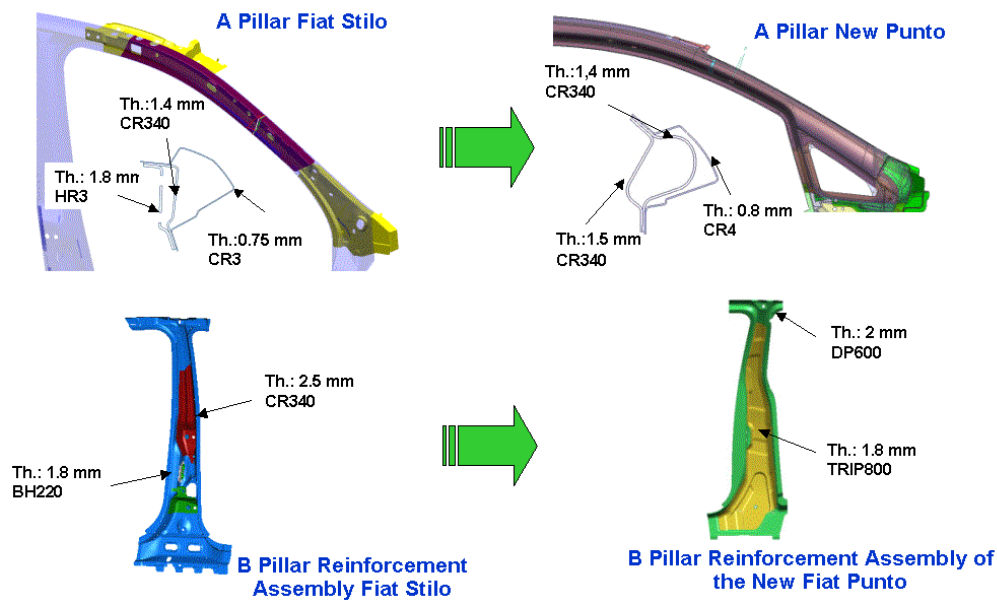 A Pillar Fiat Stilo
A Pillar New Punto
Th.:1.4 mm
CR340
Th.: 1.8 mm
HR3
Th.:0.75 mm
CR3
Th.:1,4 mm
CR340
Th.: 0.8 mm
CR4
Th.:1.5 mm
CR340
Th.: 2.5 mm
CR340
Th.: 1.8 mm
BH220
B Pillar Reinforcement
Assembly Fiat Stilo
Th.: 2 mm
DP600
Th.: 1.8 mm
TRIP800
B Pillar Reinforcement Assembly of
the New Fiat Punto